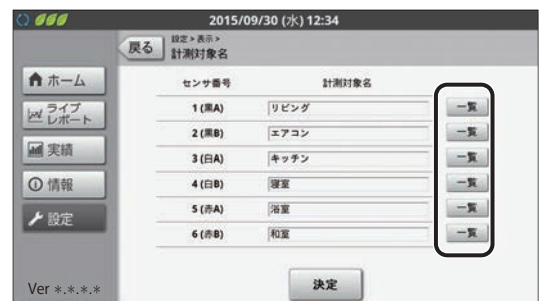 2015/09/30 (水) 12:34
戻る
設定 > 表示 >
計測対象名
ホーム
ライブ
レポート
実績
情報
設定
Ver *.*.*.*
センサ番号 計測対象名
1 (黒A) リビング 一覧
2 (黒B) エアコン 一覧
3 (白A) キッチン 一覧
4 (白B) 寝室 一覧
5 (赤A) 浴室 一覧
6 (赤B) 和室 一覧
決定